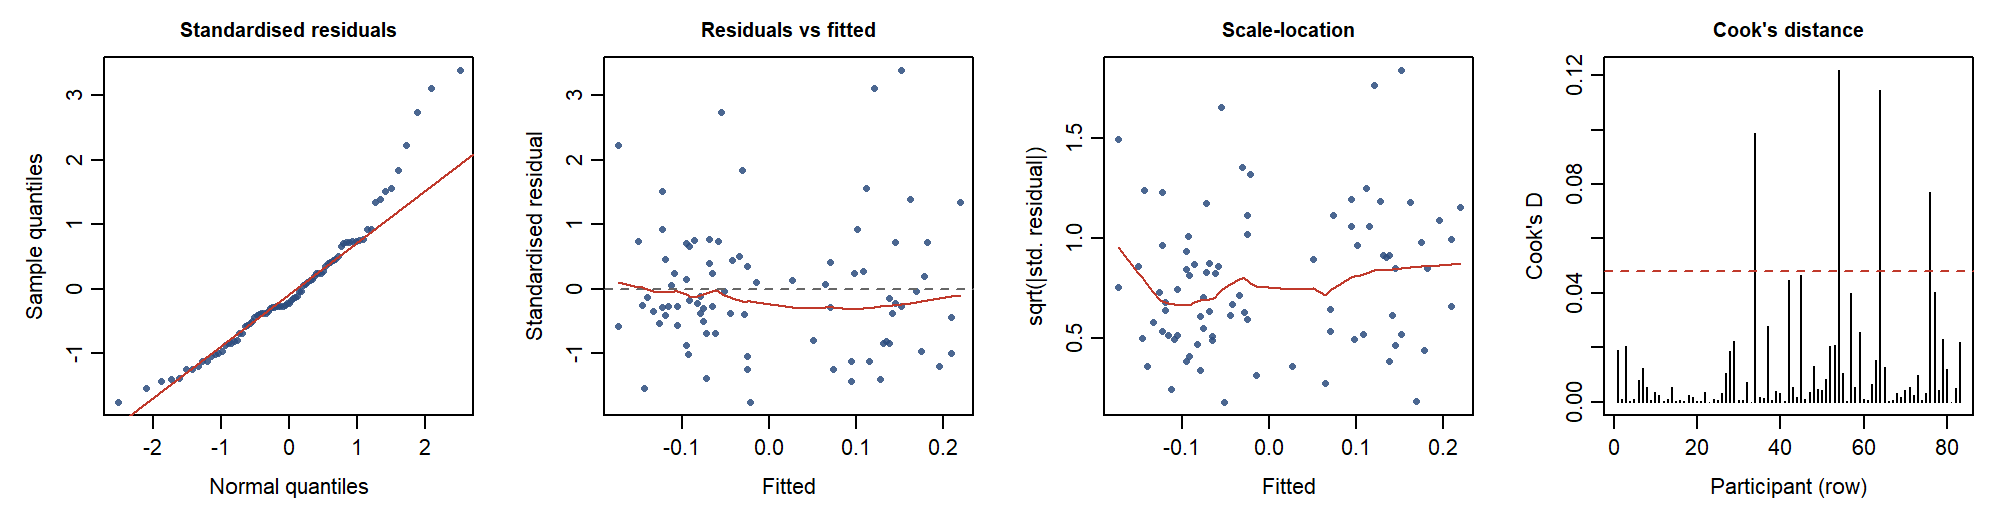 Standardised residuals
Sample quantiles
3
2
1
0
-1
-2 -1 0 1 2
Normal quantiles
Residuals vs fitted
Standardised residual
3
2
1
0
-1
-0.1 0.0 0.1 0.2
Fitted
Scale-location
sqrt(|std. residual|)
1.5
1.0
0.5
-0.1 0.0 0.1 0.2
Fitted
Cook's distance
Cook's D
0.12
0.08
0.04
0.00
0 20 40 60 80
Participant (row)